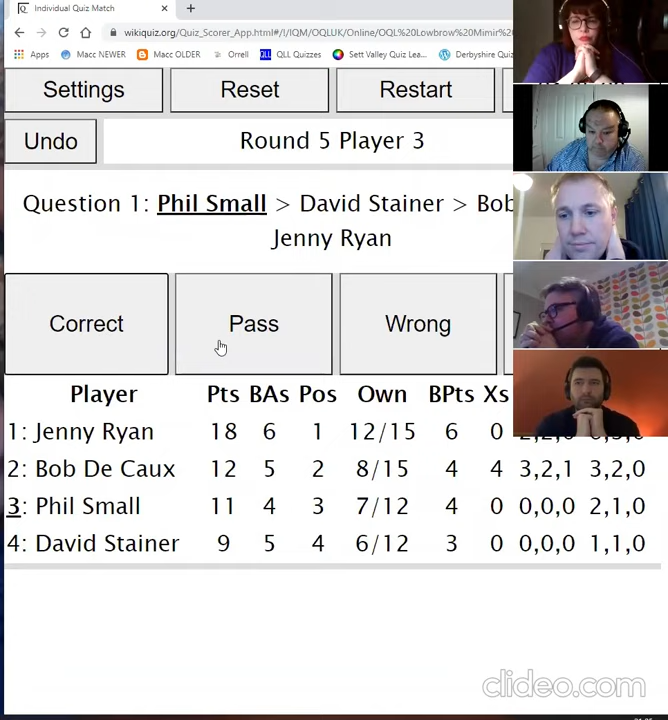 Individual Quiz Match
wikiquiz.org/Quiz_Scorer_App.html#/I/IQM/OQLUK/Online/OQL%20Lowbrow%20Mimir%
Apps Macc NEWER Macc OLDER Orrell QLL Quizzes Sett Valley Quiz Lea... Derbyshire Quiz
Settings Reset Restart
Undo Round 5 Player 3
Question 1: Phil Small > David Stainer > Bob
Jenny Ryan
Correct Pass Wrong
Player Pts BAs Pos Own BPts Xs
1: Jenny Ryan 18 6 1 12/15 6 0
2: Bob De Caux 12 5 2 8/15 4 4 3,2,1 3,2,0
3: Phil Small 11 4 3 7/12 4 0 0,0,0 2,1,0
4: David Stainer 9 5 4 6/12 3 0 0,0,0 1,1,0
clideo.com